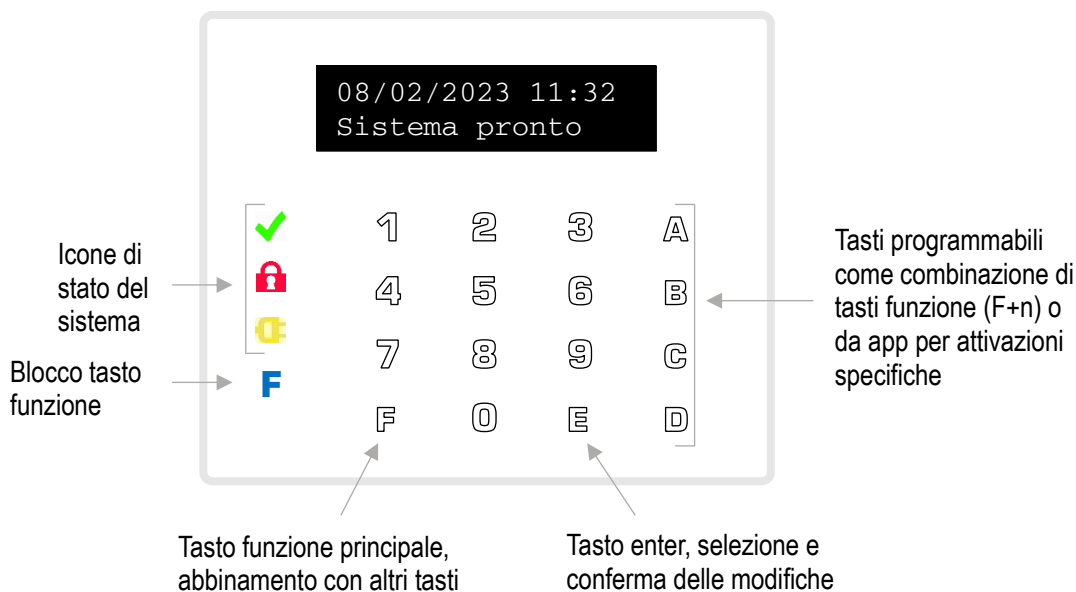 08/02/2023 11:32
Sistema pronto
1 2 3 A
4 5 6 B
7 8 9 C
F
F 0 E D
Icone di
stato del
sistema
Blocco tasto
funzione
Tasti programmabili
come combinazione di
tasti funzione (F+n) o
da app per attivazioni
specifiche
Tasto funzione principale,
abbinamento con altri tasti
Tasto enter, selezione e
conferma delle modifiche